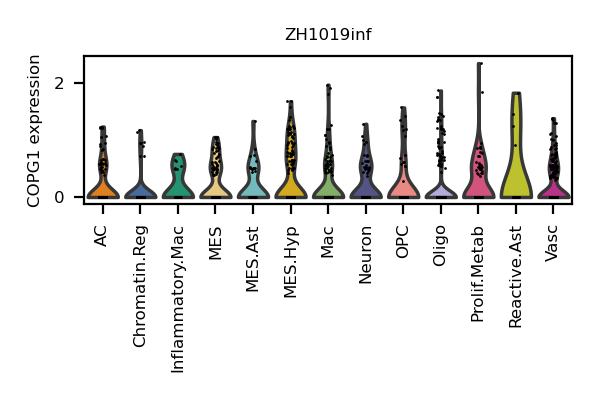 ZH1019inf
COPG1 expression
2
0
AC
Chromatin.Reg
Inflammatory.Mac
MES
MES.Ast
MES.Hyp
Mac
Neuron
OPC
Oligo
Prolif.Metab
Reactive.Ast
Vasc